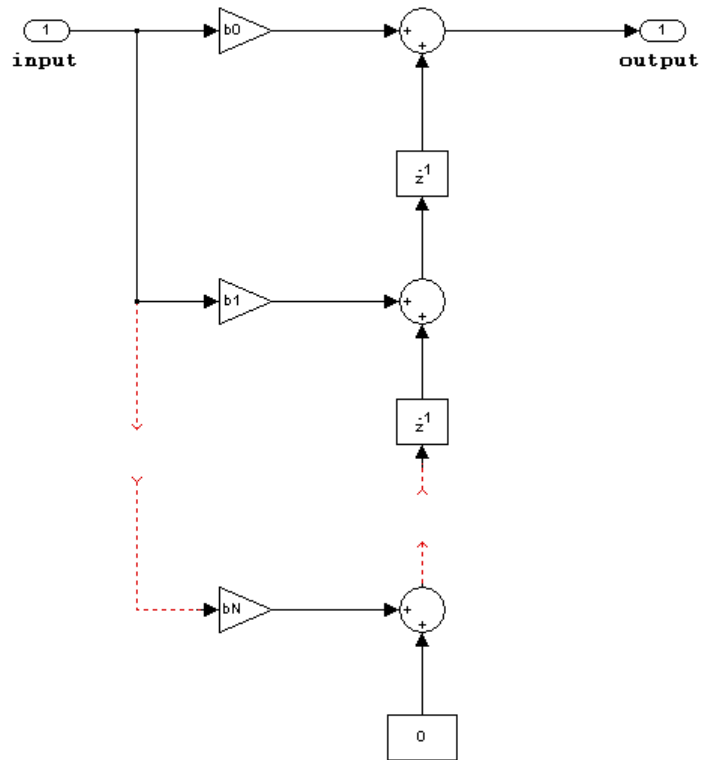 1 b0 + + 1
input output
z^-1
b1 + +
z^-1
bN + +
0